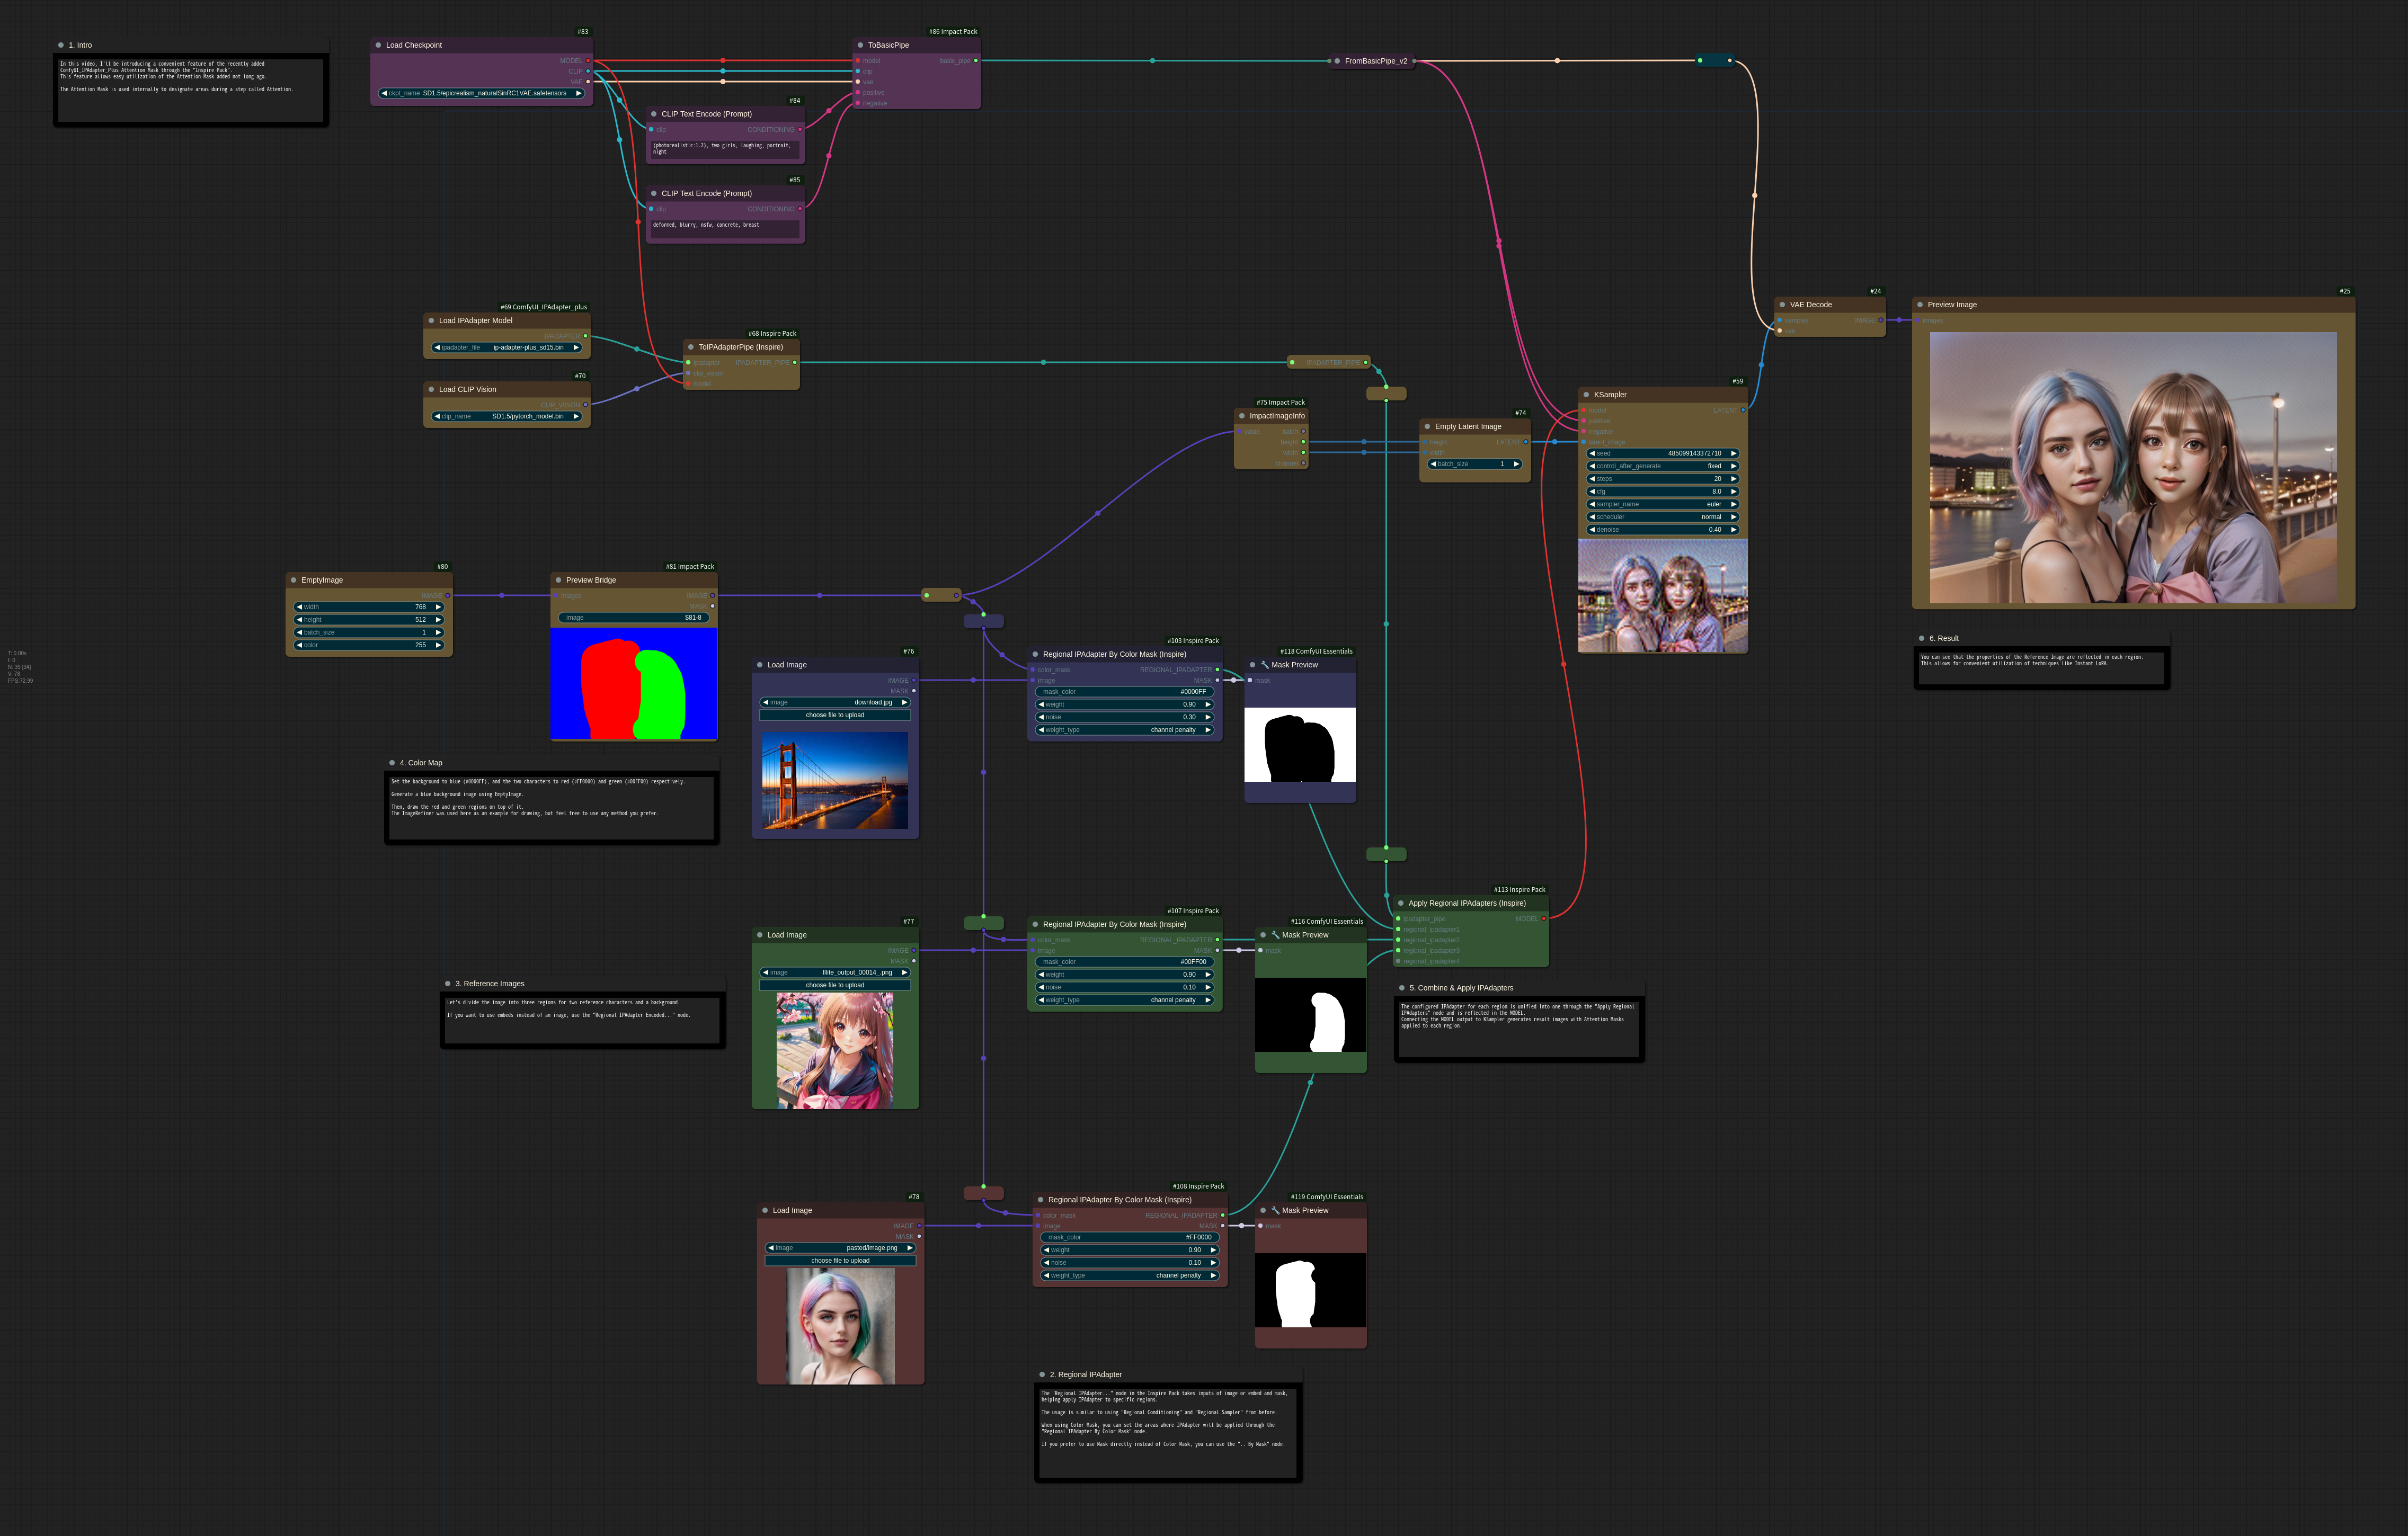 1. Intro
In this video, I'll be introducing a convenient feature of the recently added
ComfyUI_IPAdapter_Plus Attention Mask through the "Inspire Pack".
This feature allows easy utilization of the Attention Mask added not long ago.
The Attention Mask is used internally to designate areas during a step called Attention.
#83
Load Checkpoint
MODEL
CLIP
VAE
ckpt_name SD1.5/epicrealism_naturalSinRC1VAE.safetensors
#86 Impact Pack
ToBasicPipe
model basic_pipe
clip
vae
positive
negative
#84
CLIP Text Encode (Prompt)
clip CONDITIONING
(photorealistic:1.2), two girls, laughing, portrait,
night
#85
CLIP Text Encode (Prompt)
clip CONDITIONING
deformed, blurry, nsfw, concrete, breast
FromBasicPipe_v2
#69 ComfyUI_IPAdapter_plus
Load IPAdapter Model
IPADAPTER
ipadapter_file ip-adapter-plus_sd15.bin
#70
Load CLIP Vision
CLIP_VISION
clip_name SD1.5/pytorch_model.bin
#68 Inspire Pack
ToIPAdapterPipe (Inspire)
ipadapter IPADAPTER_PIPE
clip_vision
model
IPADAPTER_PIPE
#75 Impact Pack
ImpactImageInfo
value batch
height
width
channel
#74
Empty Latent Image
height LATENT
width
batch_size 1
#59
KSampler
model LATENT
positive
negative
latent_image
seed 485099143372710
control_after_generate fixed
steps 20
cfg 8.0
sampler_name euler
scheduler normal
denoise 0.40
#24
VAE Decode
samples IMAGE
vae
#25
Preview Image
images
6. Result
You can see that the properties of the Reference Image are reflected in each region.
This allows for convenient utilization of techniques like Instant LoRA.
#80
EmptyImage
IMAGE
width 768
height 512
batch_size 1
color 255
#81 Impact Pack
Preview Bridge
images IMAGE
MASK
image $81-8
T: 0.00s
I: 0
N: 38 [34]
V: 78
FPS:72.99
4. Color Map
Set the background to blue (#0000FF), and the two characters to red (#FF0000) and green (#00FF00) respectively.
Generate a blue background image using EmptyImage.
Then, draw the red and green regions on top of it.
The ImageRefiner was used here as an example for drawing, but feel free to use any method you prefer.
#76
Load Image
IMAGE
MASK
image download.jpg
choose file to upload
#103 Inspire Pack
Regional IPAdapter By Color Mask (Inspire)
color_mask REGIONAL_IPADAPTER
image MASK
mask_color #0000FF
weight 0.90
noise 0.30
weight_type channel penalty
#118 ComfyUI Essentials
Mask Preview
mask
3. Reference Images
Let's divide the image into three regions for two reference characters and a background.
If you want to use embeds instead of an image, use the "Regional IPAdapter Encoded..." node.
#77
Load Image
IMAGE
MASK
image lllite_output_00014_.png
choose file to upload
#107 Inspire Pack
Regional IPAdapter By Color Mask (Inspire)
color_mask REGIONAL_IPADAPTER
image MASK
mask_color #00FF00
weight 0.90
noise 0.10
weight_type channel penalty
#116 ComfyUI Essentials
Mask Preview
mask
#113 Inspire Pack
Apply Regional IPAdapters (Inspire)
ipadapter_pipe MODEL
regional_ipadapter1
regional_ipadapter2
regional_ipadapter3
regional_ipadapter4
5. Combine & Apply IPAdapters
The configured IPAdapter for each region is unified into one through the "Apply Regional
IPAdapters" node and is reflected in the MODEL.
Connecting the MODEL output to KSampler generates result images with Attention Masks
applied to each region.
#78
Load Image
IMAGE
MASK
image pasted/image.png
choose file to upload
#108 Inspire Pack
Regional IPAdapter By Color Mask (Inspire)
color_mask REGIONAL_IPADAPTER
image MASK
mask_color #FF0000
weight 0.90
noise 0.10
weight_type channel penalty
#119 ComfyUI Essentials
Mask Preview
mask
2. Regional IPAdapter
The "Regional IPAdapter..." node in the Inspire Pack takes inputs of image or embed and mask,
helping apply IPAdapter to specific regions.
The usage is similar to using "Regional Conditioning" and "Regional Sampler" from before.
When using Color Mask, you can set the areas where IPAdapter will be applied through the
"Regional IPAdapter By Color Mask" node.
If you prefer to use Mask directly instead of Color Mask, you can use the ".. By Mask" node.